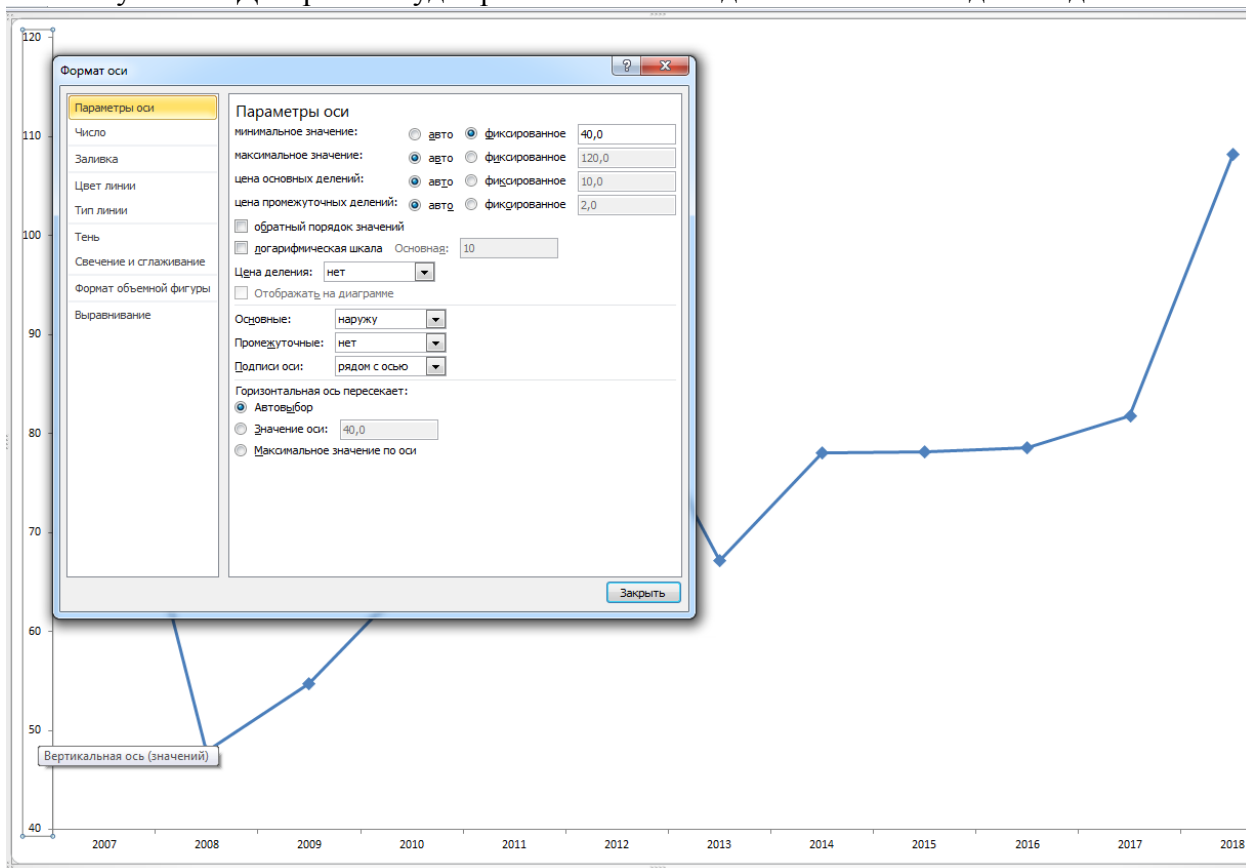 120
Формат оси
Параметры оси
Число
Заливка
Цвет линии
Тип линии
Тень
Свечение и сглаживание
Формат объемной фигуры
Выравнивание
Параметры оси
минимальное значение: авто фиксированное 40,0
максимальное значение: авто фиксированное 120,0
цена основных делений: авто фиксированное 10,0
цена промежуточных делений: авто фиксированное 2,0
обратный порядок значений
логарифмическая шкала Основная: 10
Цена деления: нет
Отображать на диаграмме
Основные: наружу
Промежуточные: нет
Подписи оси: рядом с осью
Горизонтальная ось пересекает:
Автовыбор
Значение оси: 40,0
Максимальное значение по оси
Закрыть
110
100
90
80
70
60
50
Вертикальная ось (значений)
40
2007 2008 2009 2010 2011 2012 2013 2014 2015 2016 2017 2018